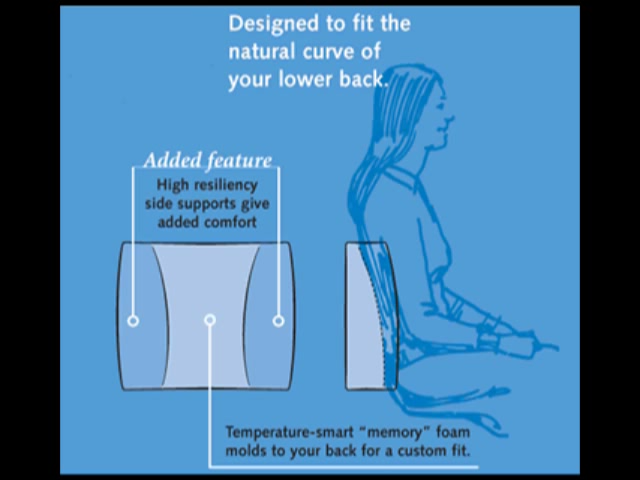 Designed to fit the
natural curve of
your lower back.
Added feature
High resiliency
side supports give
added comfort
Temperature-smart “memory” foam
molds to your back for a custom fit.